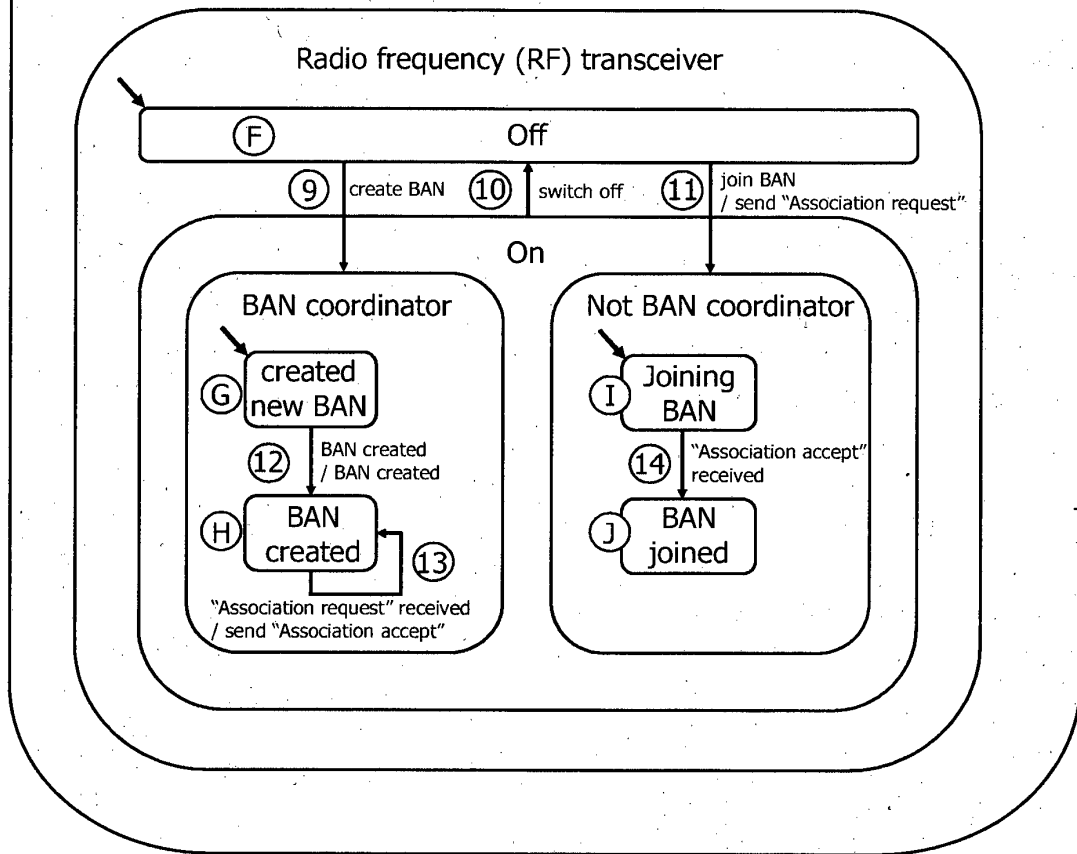 Radio frequency (RF) transceiver
F
Off
9
create BAN
10
switch off
11
join BAN
/ send “Association request”
On
BAN coordinator
G
created
new BAN
12
BAN created
/ BAN created
H
BAN
created
13
“Association request” received
/ send “Association accept”
Not BAN coordinator
I
Joining
BAN
14
“Association accept”
received
J
BAN
joined